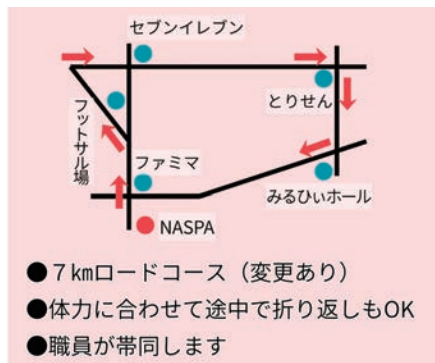 セブンイレブン
とりせん
フットサル場
ファミマ
みるひぃホール
NASPA
●７kmロードコース（変更あり）
●体力に合わせて途中で折り返しもOK
●職員が帯同します